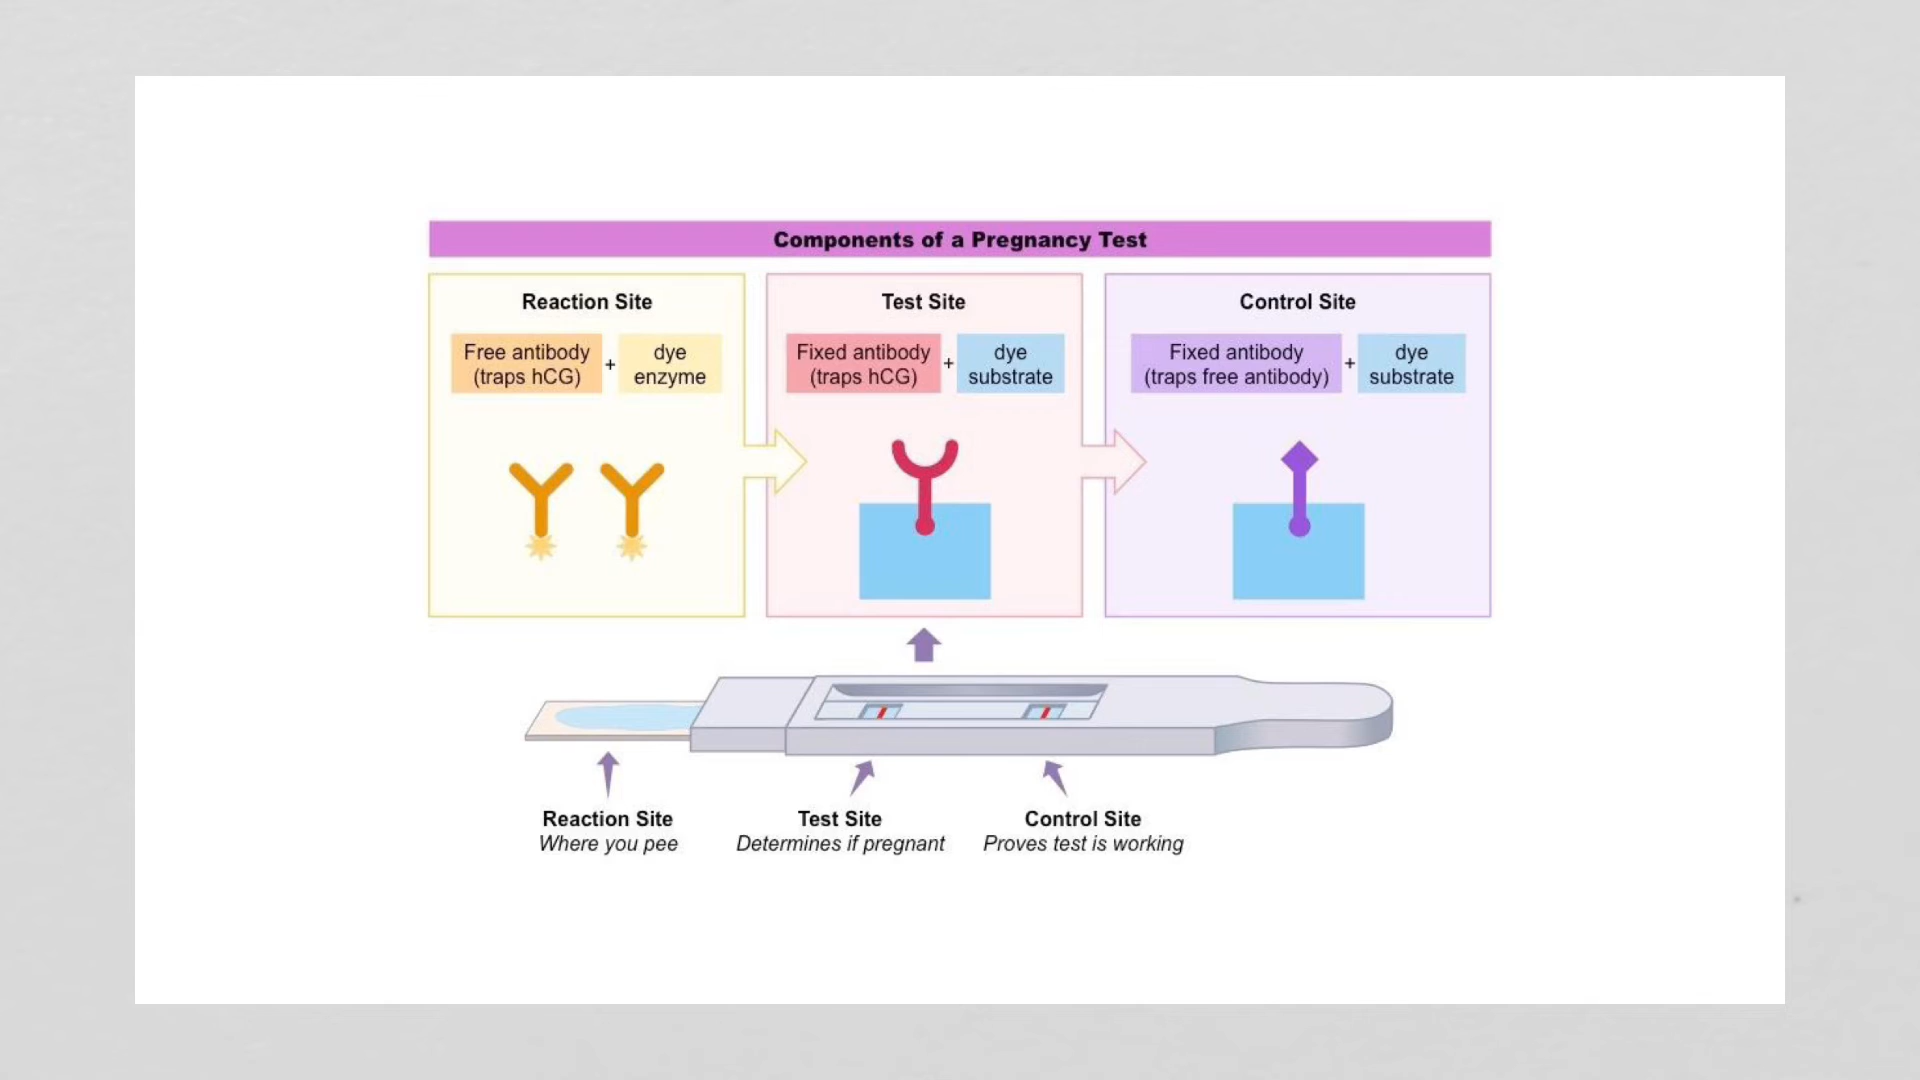 Components of a Pregnancy Test
Reaction Site
Free antibody
(traps hCG)
+
dye
enzyme
Test Site
Fixed antibody
(traps hCG)
+
dye
substrate
Control Site
Fixed antibody
(traps free antibody)
+
dye
substrate
Reaction Site
Where you pee
Test Site
Determines if pregnant
Control Site
Proves test is working